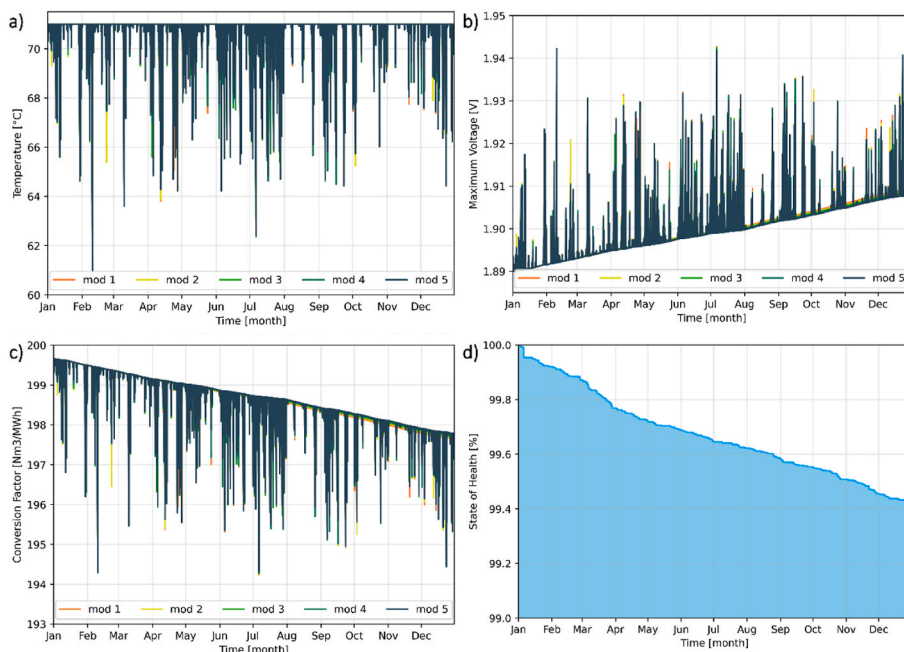 a)
Temperature [°C]
70
68
66
64
62
60
mod 1 mod 2 mod 3 mod 4 mod 5
Jan Feb Mar Apr May Jun Jul Aug Sep Oct Nov Dec
Time [month]
b)
Maximum Voltage [V]
1.95
1.94
1.93
1.92
1.91
1.90
1.89
mod 1 mod 2 mod 3 mod 4 mod 5
Jan Feb Mar Apr May Jun Jul Aug Sep Oct Nov Dec
Time [month]
c)
Conversion Factor [Nm3/MWh]
200
199
198
197
196
195
194
193
mod 1 mod 2 mod 3 mod 4 mod 5
Jan Feb Mar Apr May Jun Jul Aug Sep Oct Nov Dec
Time [month]
d)
State of Health [%]
100.0
99.8
99.6
99.4
99.2
99.0
Jan Feb Mar Apr May Jun Jul Aug Sep Oct Nov Dec
Time [month]